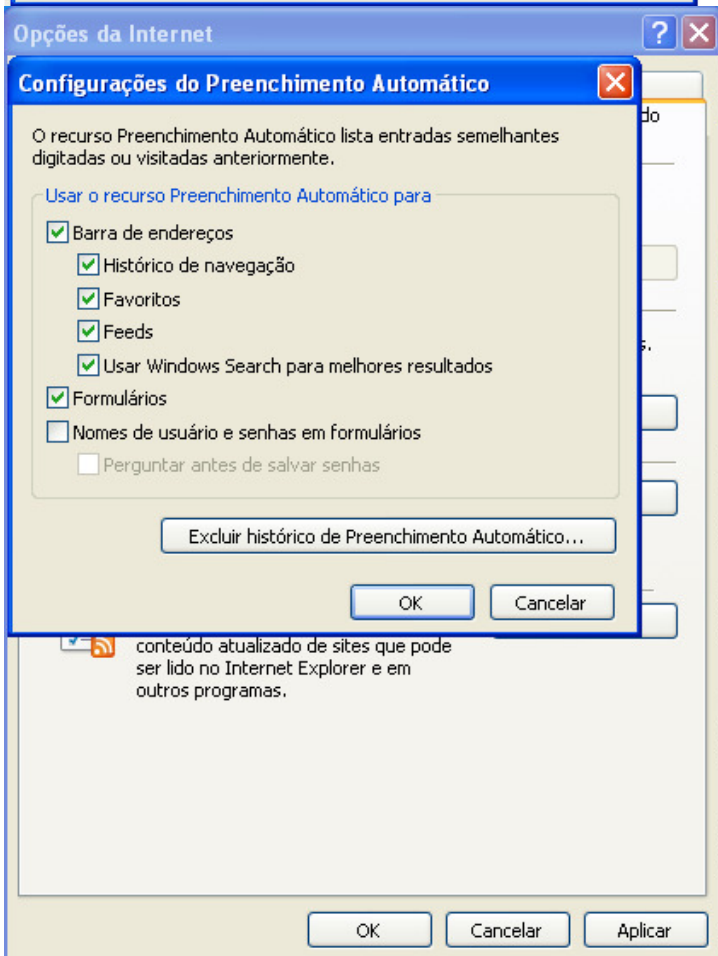 Opções da Internet
Configurações do Preenchimento Automático
do
O recurso Preenchimento Automático lista entradas semelhantes
digitadas ou visitadas anteriormente.
Usar o recurso Preenchimento Automático para
Barra de endereços
Histórico de navegação
Favoritos
Feeds
s.
Usar Windows Search para melhores resultados
Formulários
Nomes de usuário e senhas em formulários
Perguntar antes de salvar senhas
Excluir histórico de Preenchimento Automático...
OK
Cancelar
conteúdo atualizado de sites que pode
ser lido no Internet Explorer e em
outros programas.
OK
Cancelar
Aplicar